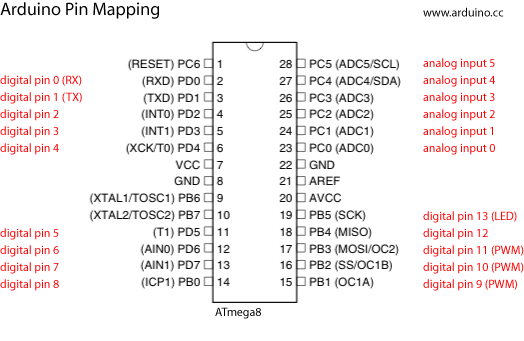 Arduino Pin Mapping www.arduino.cc
(RESET) PC6 1 28 PC5 (ADC5/SCL) analog input 5
digital pin 0 (RX) (RXD) PD0 2 27 PC4 (ADC4/SDA) analog input 4
digital pin 1 (TX) (TXD) PD1 3 26 PC3 (ADC3) analog input 3
digital pin 2 (INT0) PD2 4 25 PC2 (ADC2) analog input 2
digital pin 3 (INT1) PD3 5 24 PC1 (ADC1) analog input 1
digital pin 4 (XCK/T0) PD4 6 23 PC0 (ADC0) analog input 0
VCC 7 22 GND
GND 8 21 AREF
(XTAL1/TOSC1) PB6 9 20 AVCC
(XTAL2/TOSC2) PB7 10 19 PB5 (SCK) digital pin 13 (LED)
digital pin 5 (T1) PD5 11 18 PB4 (MISO) digital pin 12
digital pin 6 (AIN0) PD6 12 17 PB3 (MOSI/OC2) digital pin 11 (PWM)
digital pin 7 (AIN1) PD7 13 16 PB2 (SS/OC1B) digital pin 10 (PWM)
digital pin 8 (ICP1) PB0 14 15 PB1 (OC1A) digital pin 9 (PWM)
ATmega8